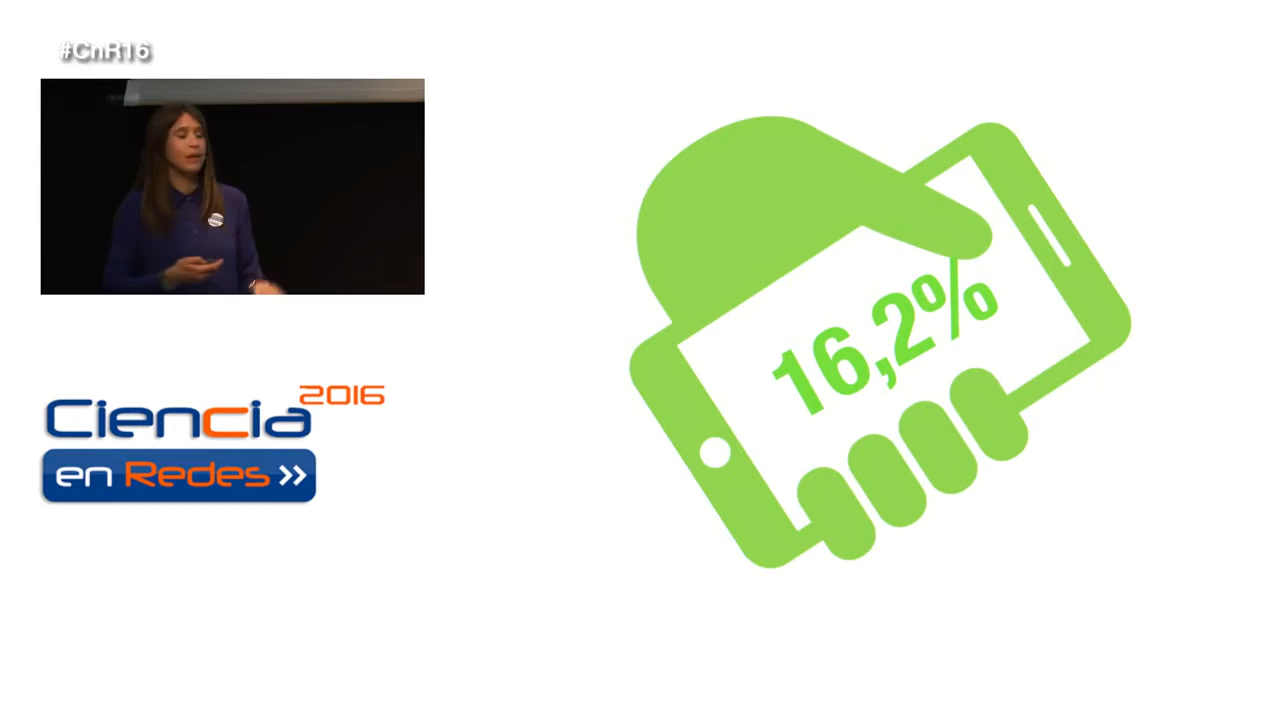 #CnR16
16,2%
2016
Ciencia
en Redes >>